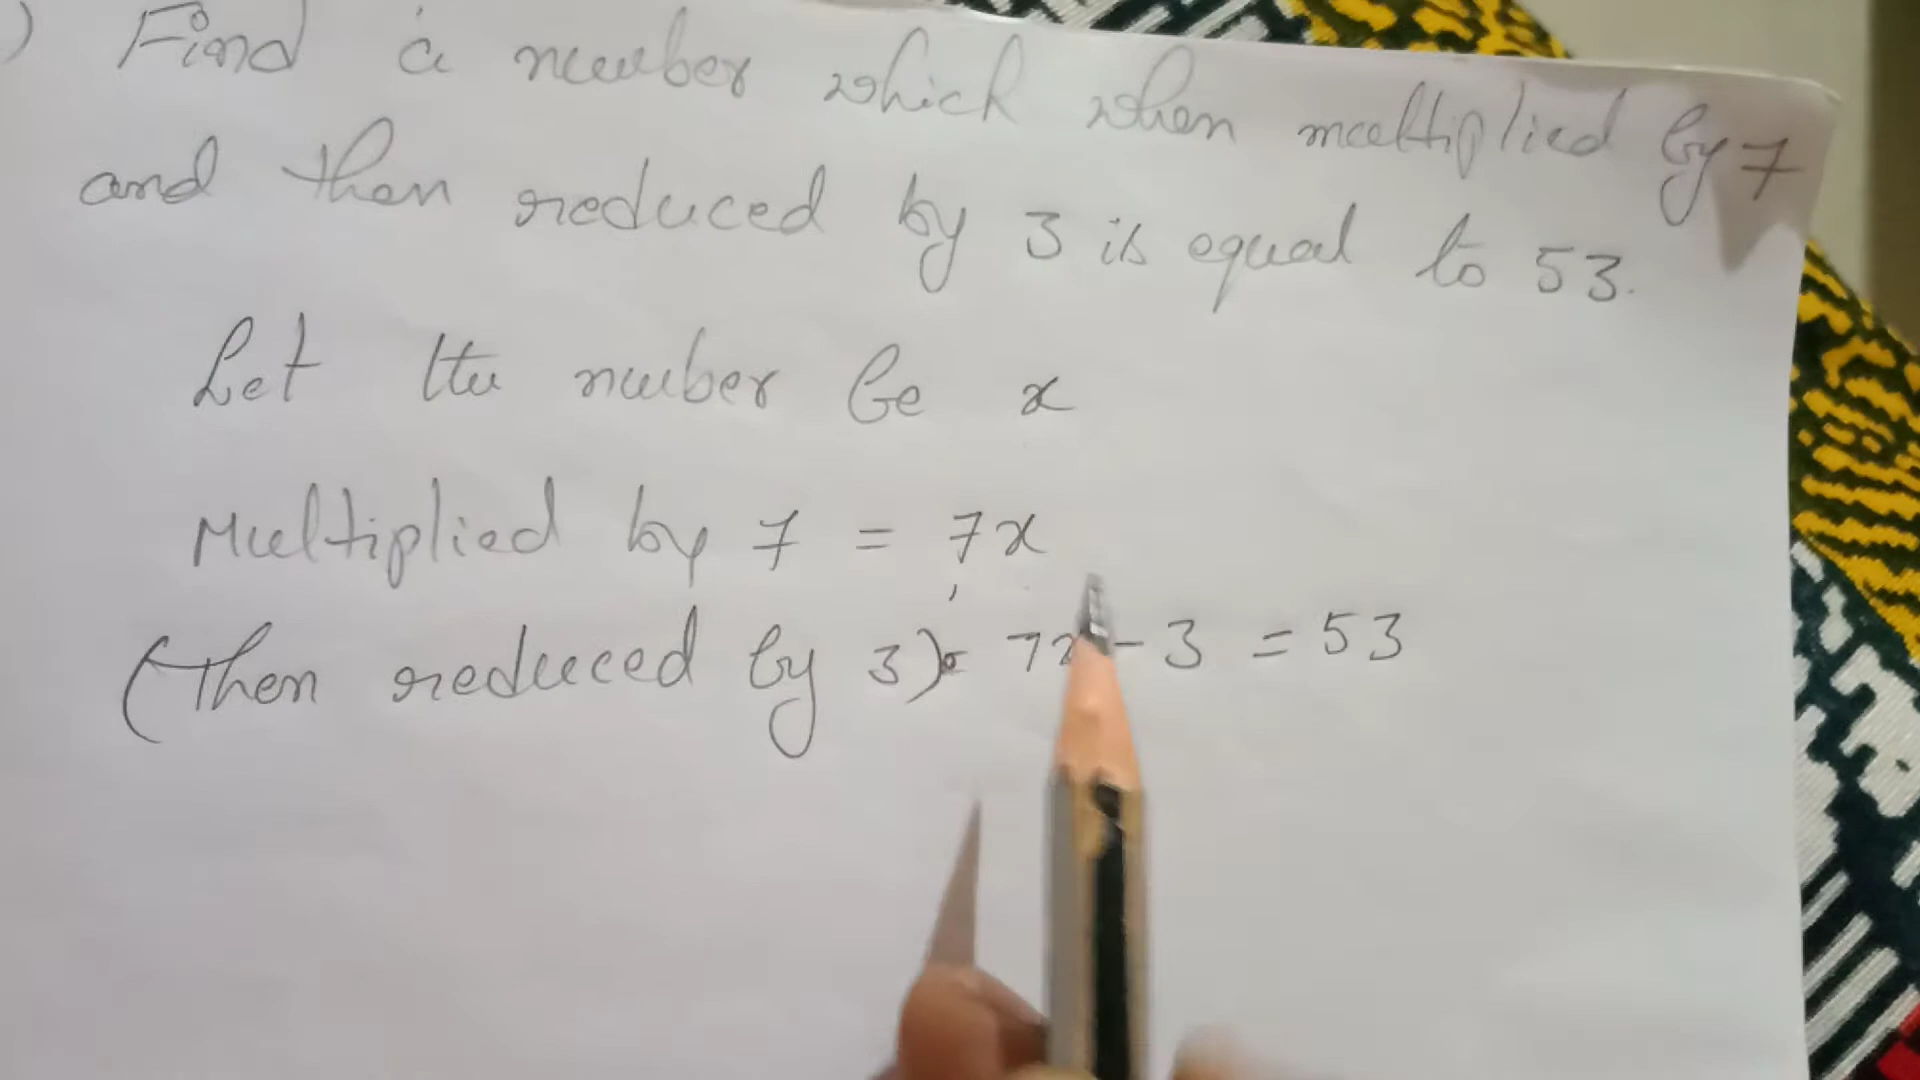 ) Find a number which when multiplied by 7
and then reduced by 3 is equal to 53.
Let the number be x
Multiplied by 7 = 7x
(then reduced by 3) = 7x - 3 = 53